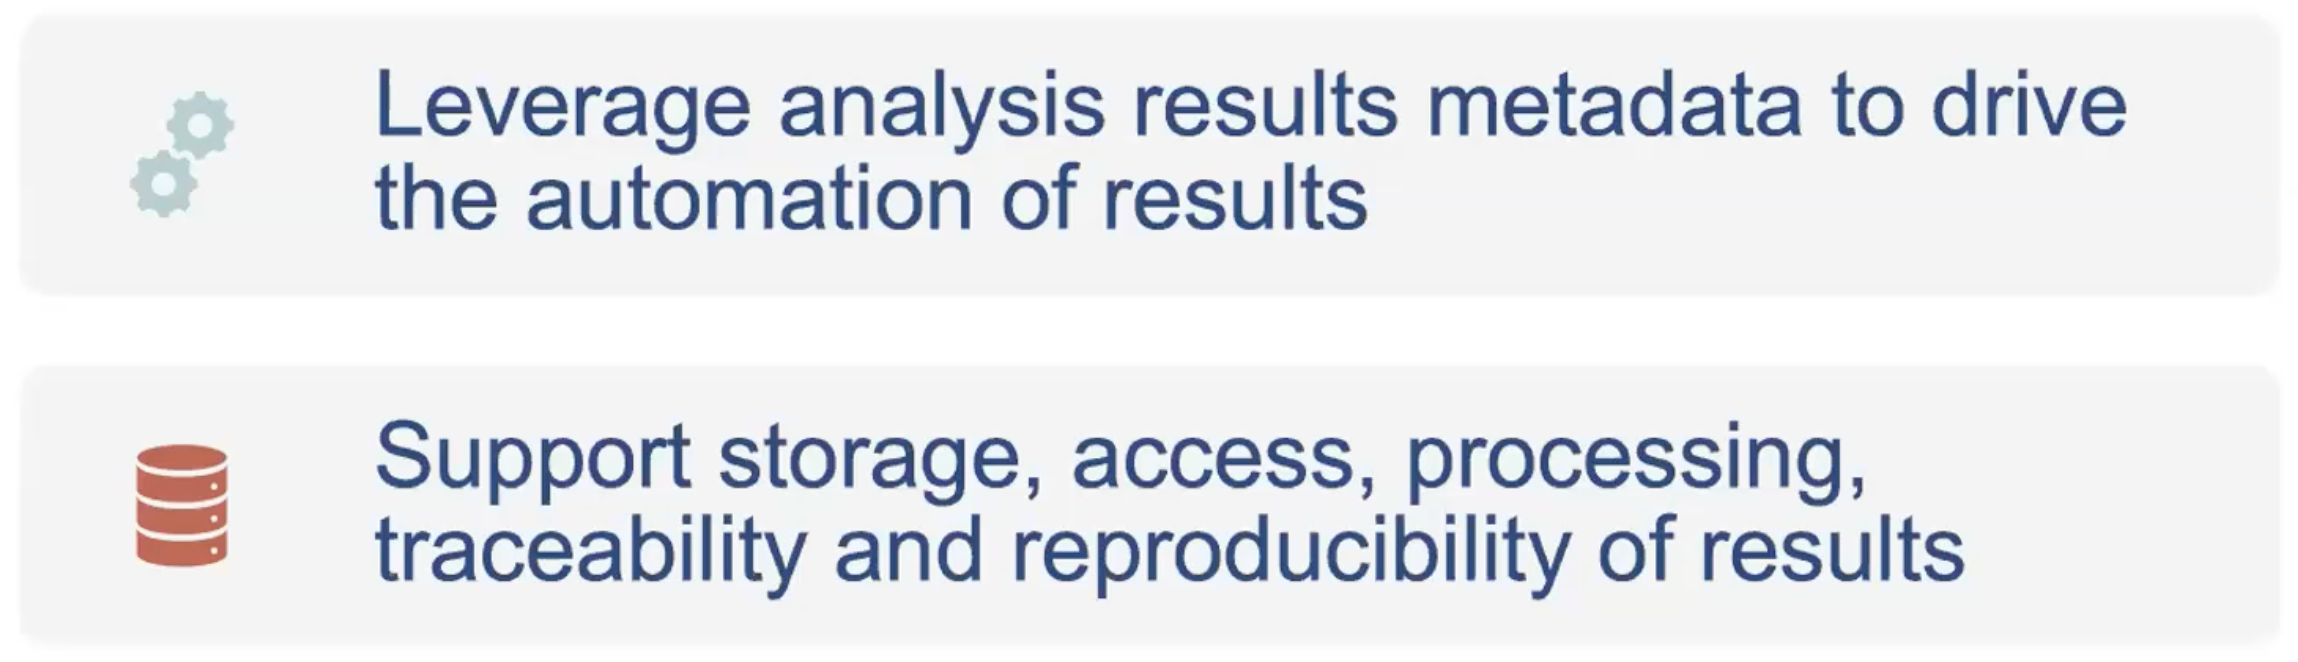 Leverage analysis results metadata to drive
the automation of results
Support storage, access, processing,
traceability and reproducibility of results